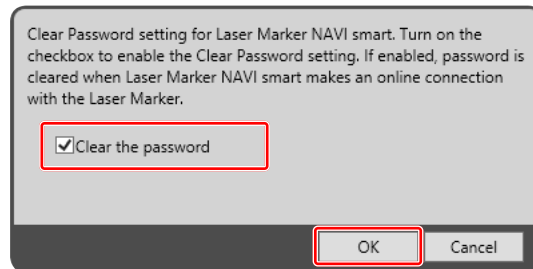 Clear Password setting for Laser Marker NAVI smart. Turn on the
checkbox to enable the Clear Password setting. If enabled, password is
cleared when Laser Marker NAVI smart makes an online connection
with the Laser Marker.
Clear the password
OK Cancel